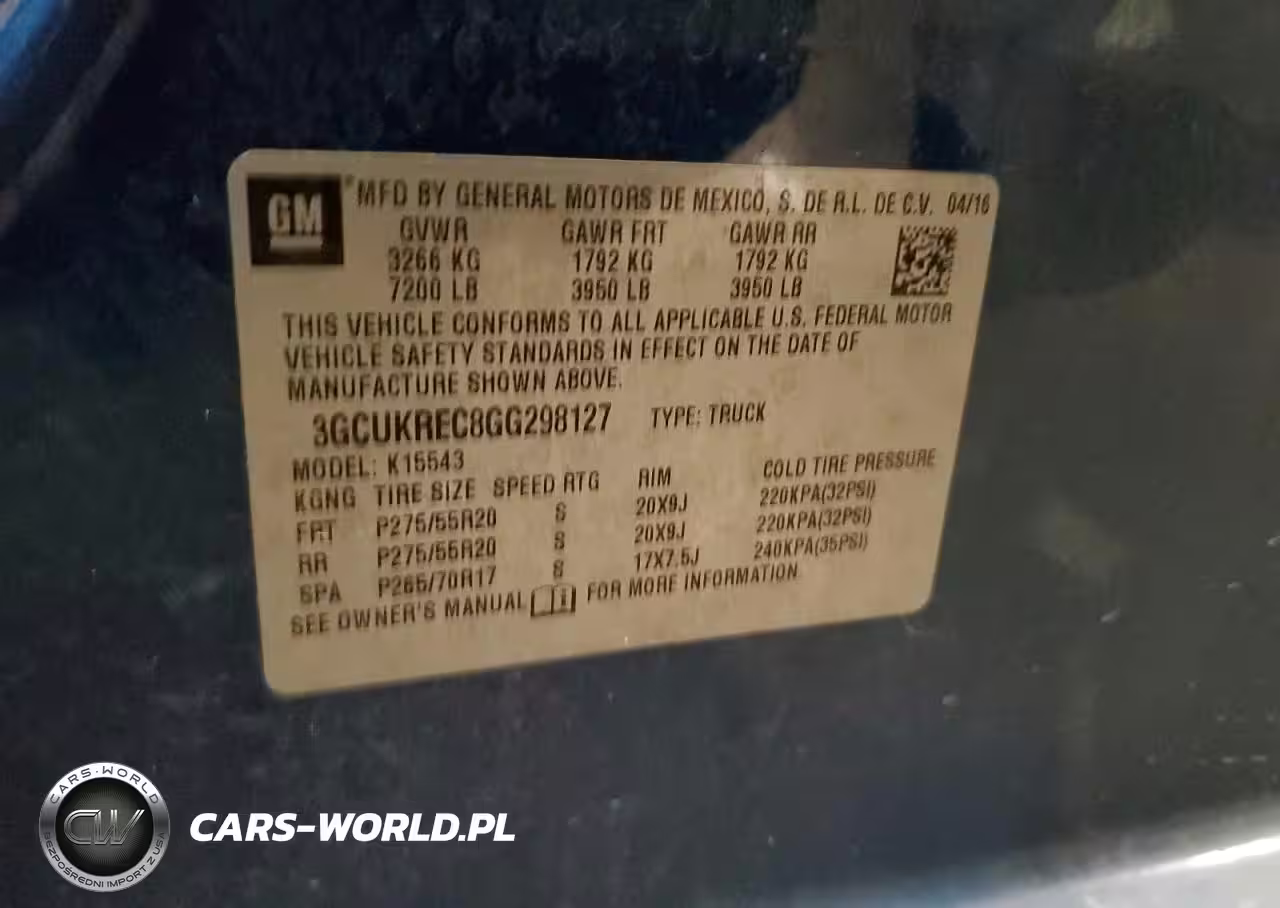 GM
® MFD BY GENERAL MOTORS DE MEXICO, S. DE R.L. DE C.V. 04/16
GVWR GAWR FRT GAWR RR
3266 KG 1792 KG 1792 KG
7200 LB 3950 LB 3950 LB
THIS VEHICLE CONFORMS TO ALL APPLICABLE U.S. FEDERAL MOTOR
VEHICLE SAFETY STANDARDS IN EFFECT ON THE DATE OF
MANUFACTURE SHOWN ABOVE.
3GCUKREC8GG298127 TYPE: TRUCK
MODEL: K15543
KGNG TIRE SIZE SPEED RTG RIM COLD TIRE PRESSURE
FRT P275/55R20 S 20X9J 220KPA(32PSI)
RR P275/55R20 S 20X9J 220KPA(32PSI)
SPA P265/70R17 S 17X7.5J 240KPA(35PSI)
SEE OWNER'S MANUAL FOR MORE INFORMATION.
CARS-WORLD
CW
BEZPOŚREDNI IMPORT Z USA
CARS-WORLD.PL